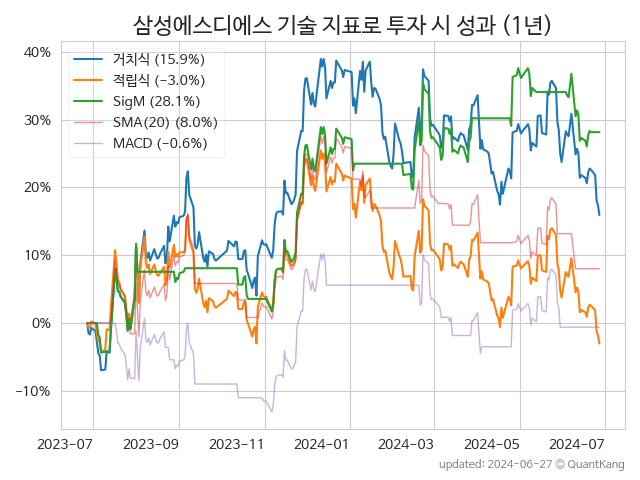 삼성에스디에스 기술 지표로 투자 시 성과 (1년)
거치식 (15.9%)
적립식 (−3.0%)
SigM (28.1%)
SMA(20) (8.0%)
MACD (−0.6%)
40%
30%
20%
10%
0%
−10%
2023-07 2023-09 2023-11 2024-01 2024-03 2024-05 2024-07
updated: 2024-06-27 © QuantKang